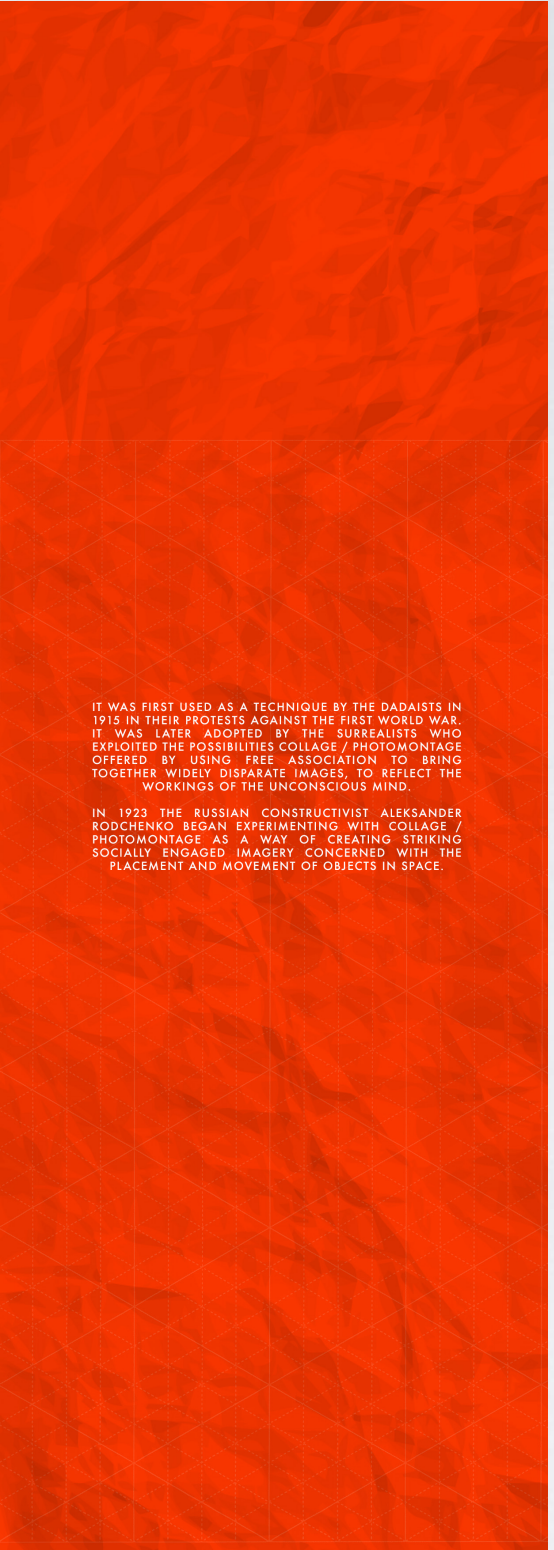 IT WAS FIRST USED AS A TECHNIQUE BY THE DADAISTS IN
1915 IN THEIR PROTESTS AGAINST THE FIRST WORLD WAR.
IT WAS LATER ADOPTED BY THE SURREALISTS WHO
EXPLOITED THE POSSIBILITIES COLLAGE / PHOTOMONTAGE
OFFERED BY USING FREE ASSOCIATION TO BRING
TOGETHER WIDELY DISPARATE IMAGES, TO REFLECT THE
WORKINGS OF THE UNCONSCIOUS MIND.
IN 1923 THE RUSSIAN CONSTRUCTIVIST ALEKSANDER
RODCHENKO BEGAN EXPERIMENTING WITH COLLAGE /
PHOTOMONTAGE AS A WAY OF CREATING STRIKING
SOCIALLY ENGAGED IMAGERY CONCERNED WITH THE
PLACEMENT AND MOVEMENT OF OBJECTS IN SPACE.